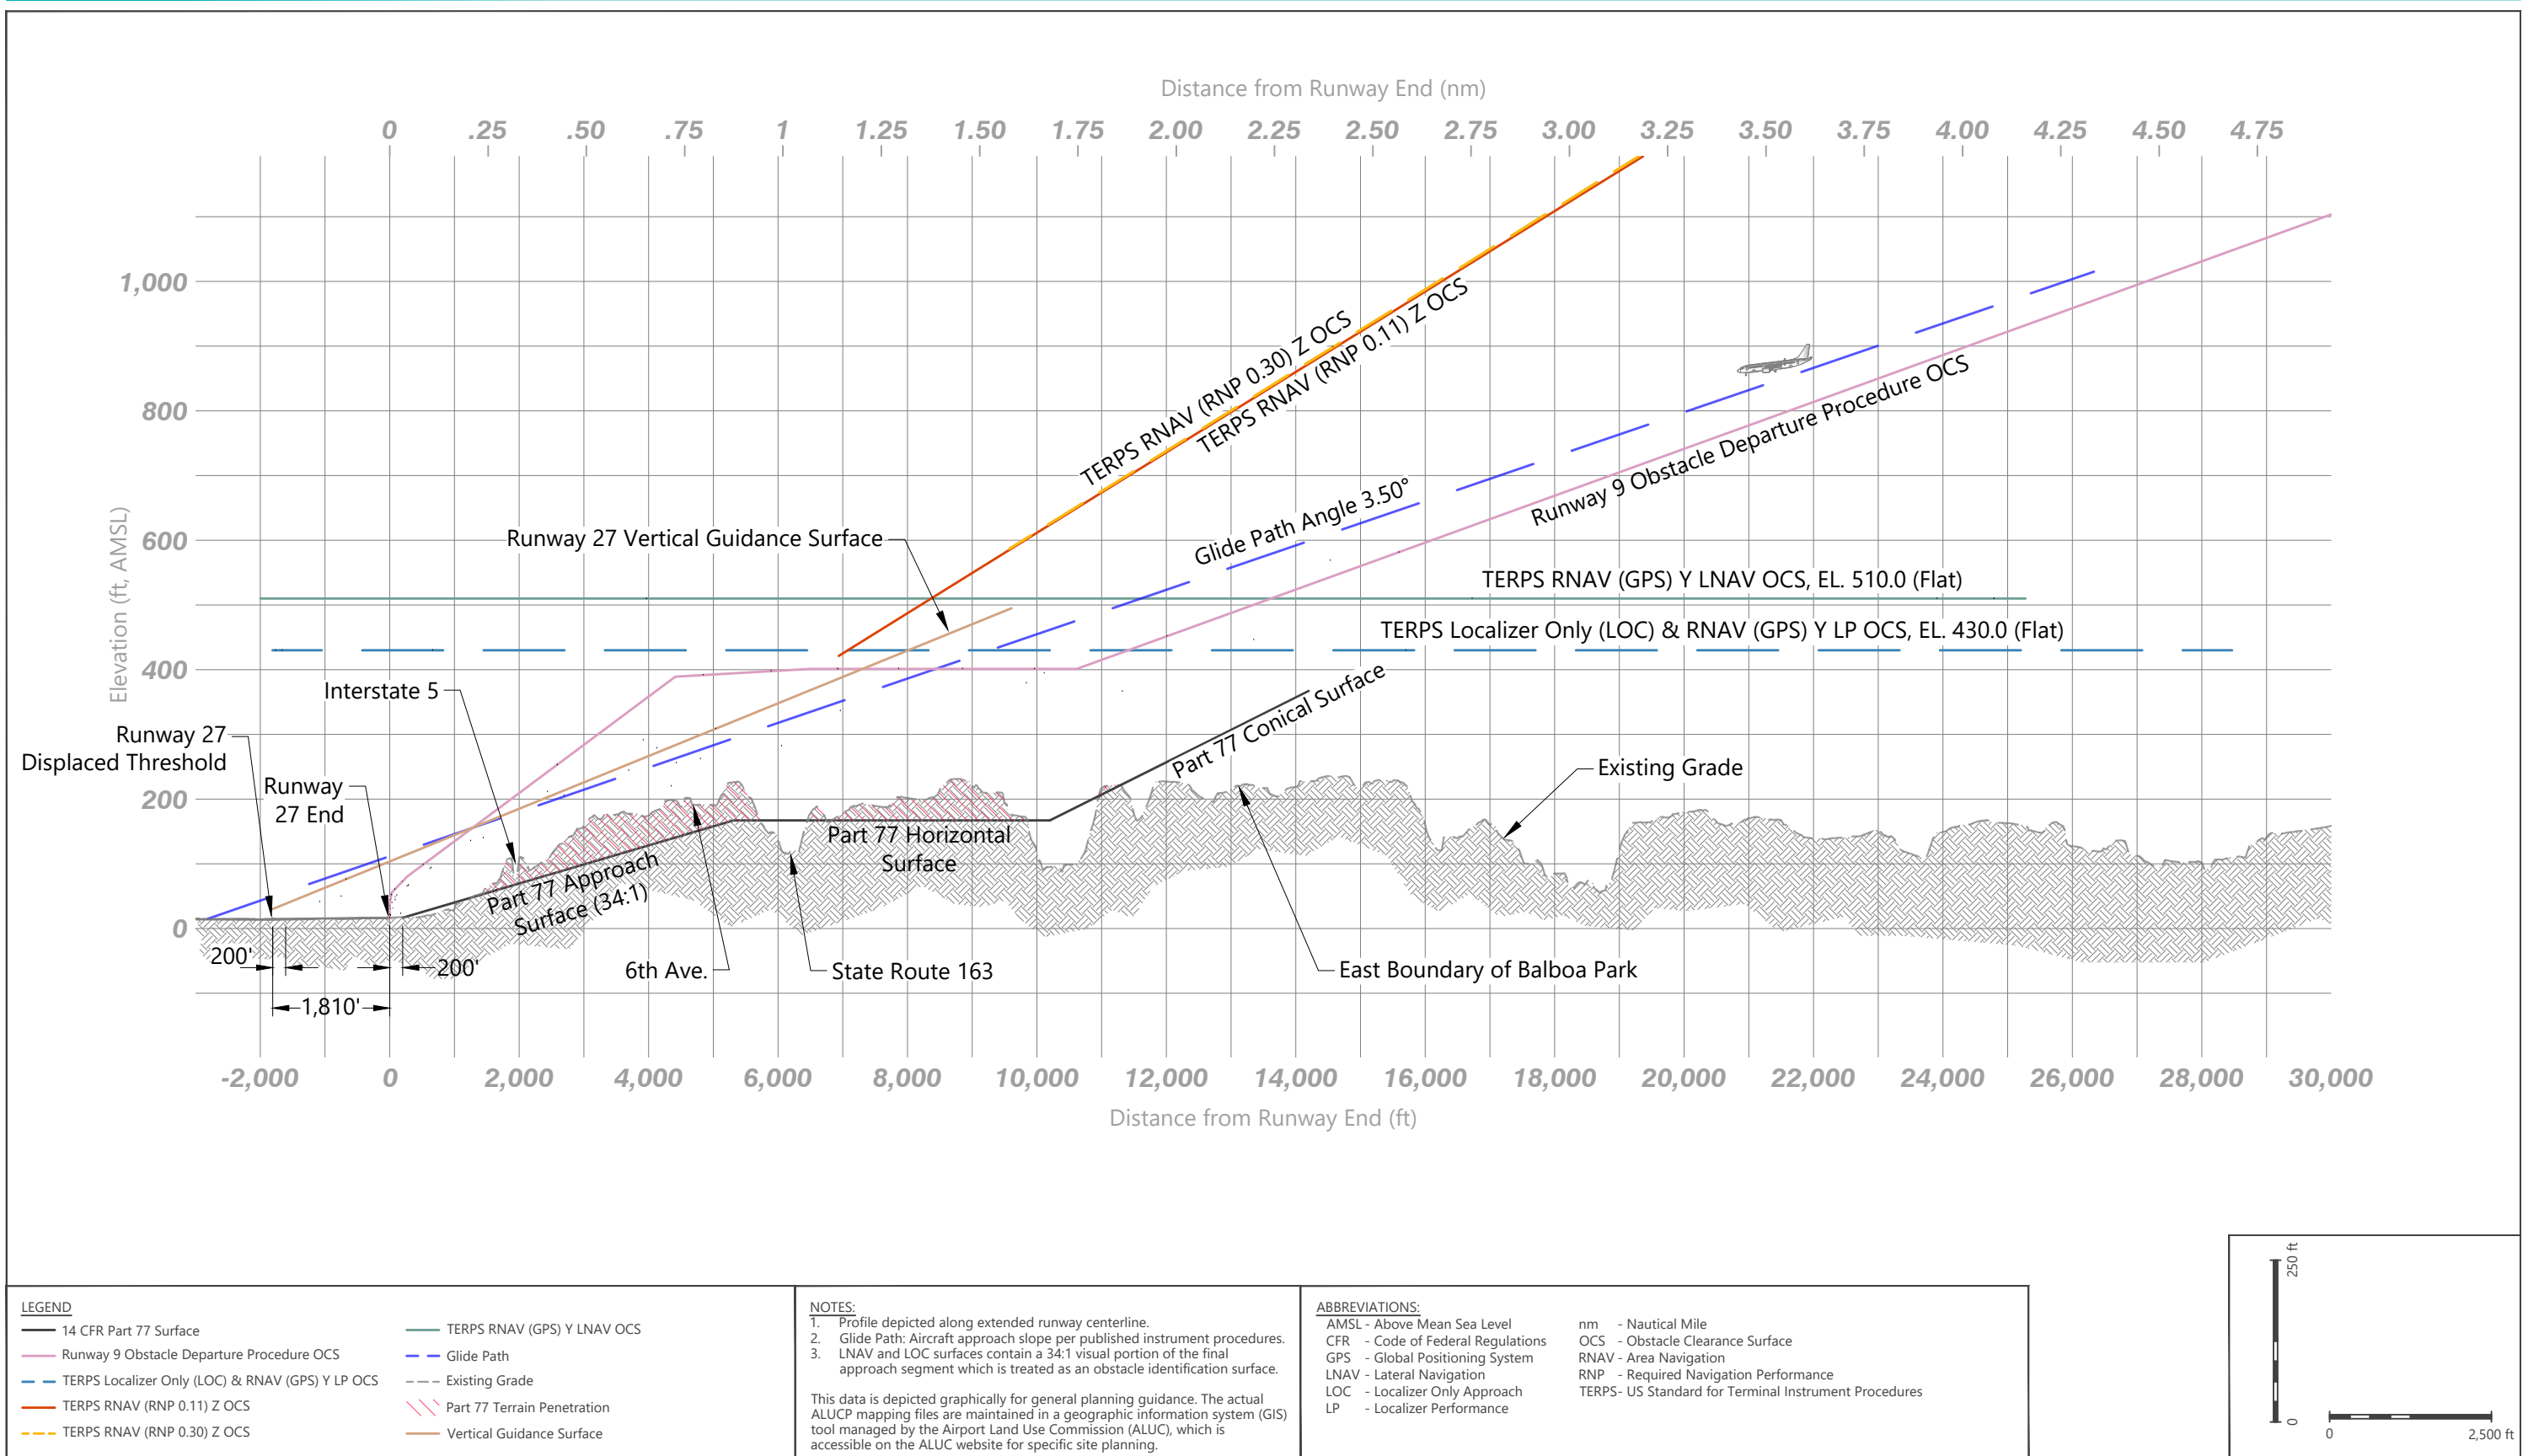 Distance from Runway End (nm)
0 .25 .50 .75 1 1.25 1.50 1.75 2.00 2.25 2.50 2.75 3.00 3.25 3.50 3.75 4.00 4.25 4.50 4.75
Elevation (ft, AMSL)
1,000
800
600
400
200
0
TERPS RNAV (RNP 0.30) Z OCS
TERPS RNAV (RNP 0.11) Z OCS
Runway 9 Obstacle Departure Procedure OCS
Glide Path Angle 3.50°
Runway 27 Vertical Guidance Surface
TERPS RNAV (GPS) Y LNAV OCS, EL. 510.0 (Flat)
TERPS Localizer Only (LOC) & RNAV (GPS) Y LP OCS, EL. 430.0 (Flat)
Part 77 Conical Surface
Interstate 5
Runway 27
Displaced Threshold
Runway
27 End
Existing Grade
Part 77 Horizontal
Surface
Part 77 Approach
Surface (34:1)
200'
200'
1,810'
6th Ave.
State Route 163
East Boundary of Balboa Park
-2,000 0 2,000 4,000 6,000 8,000 10,000 12,000 14,000 16,000 18,000 20,000 22,000 24,000 26,000 28,000 30,000
Distance from Runway End (ft)
LEGEND
14 CFR Part 77 Surface
Runway 9 Obstacle Departure Procedure OCS
TERPS Localizer Only (LOC) & RNAV (GPS) Y LP OCS
TERPS RNAV (RNP 0.11) Z OCS
TERPS RNAV (RNP 0.30) Z OCS
TERPS RNAV (GPS) Y LNAV OCS
Glide Path
Existing Grade
Part 77 Terrain Penetration
Vertical Guidance Surface
NOTES:
1. Profile depicted along extended runway centerline.
2. Glide Path: Aircraft approach slope per published instrument procedures.
3. LNAV and LOC surfaces contain a 34:1 visual portion of the final
approach segment which is treated as an obstacle identification surface.
This data is depicted graphically for general planning guidance. The actual
ALUCP mapping files are maintained in a geographic information system (GIS)
tool managed by the Airport Land Use Commission (ALUC), which is
accessible on the ALUC website for specific site planning.
ABBREVIATIONS:
AMSL - Above Mean Sea Level
CFR - Code of Federal Regulations
GPS - Global Positioning System
LNAV - Lateral Navigation
LOC - Localizer Only Approach
LP - Localizer Performance
nm - Nautical Mile
OCS - Obstacle Clearance Surface
RNAV - Area Navigation
RNP - Required Navigation Performance
TERPS- US Standard for Terminal Instrument Procedures
250 ft
0
0
2,500 ft